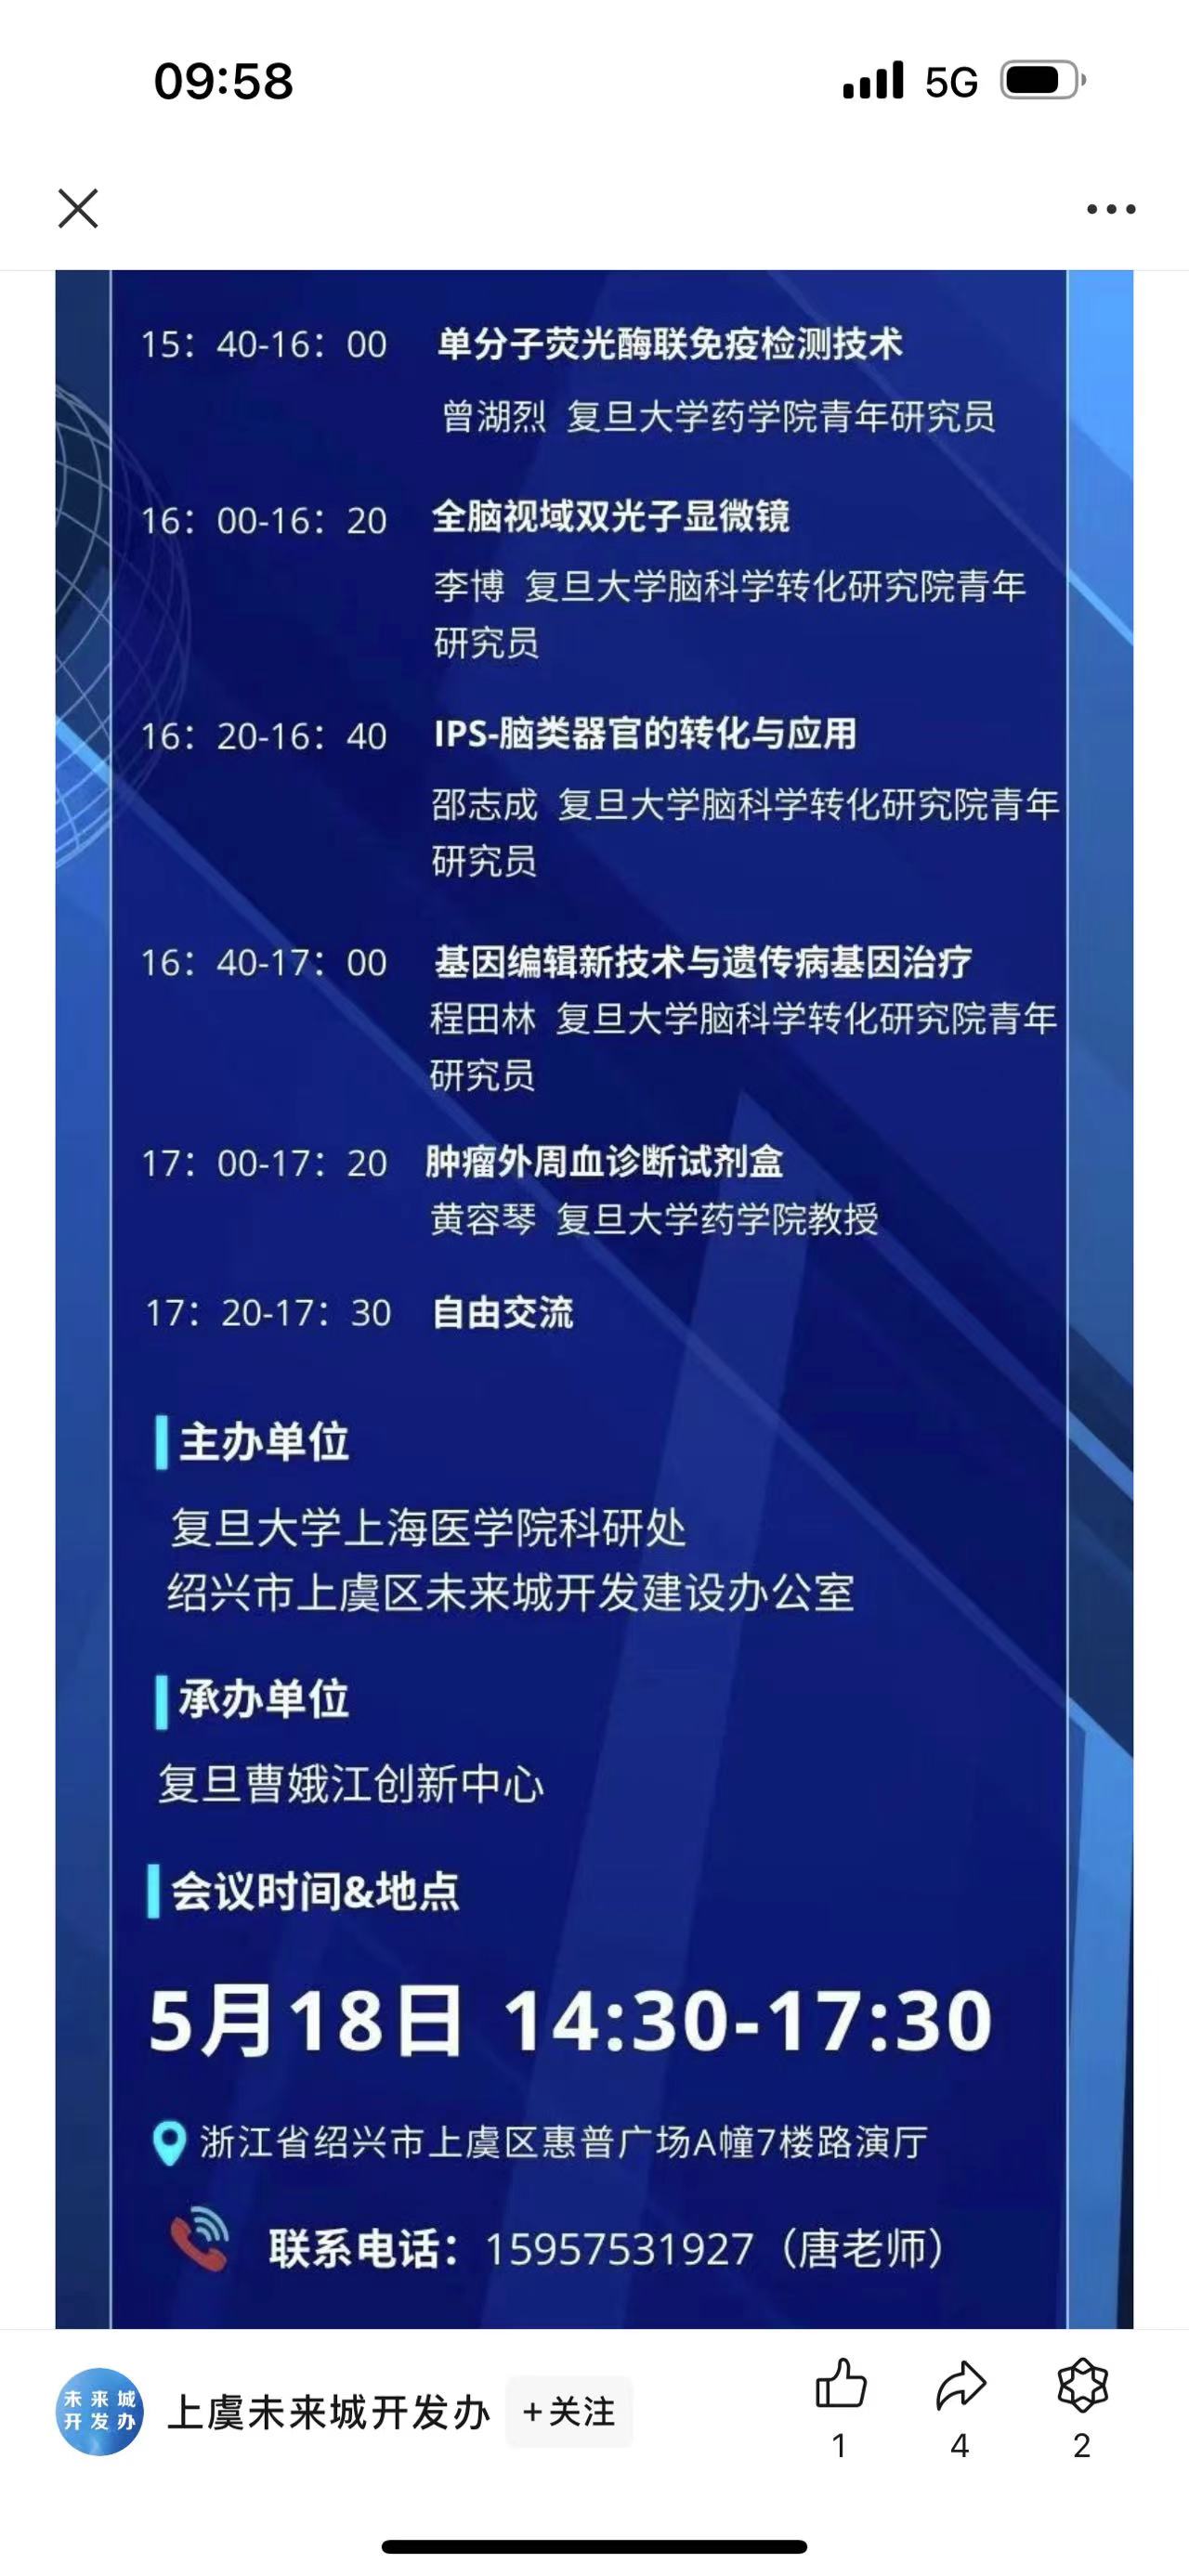 09:58
5G
15：40-16：00 单分子荧光酶联免疫检测技术
曾湖烈 复旦大学药学院青年研究员
16：00-16：20 全脑视域双光子显微镜
李博 复旦大学脑科学转化研究院青年
研究员
16：20-16：40 IPS-脑类器官的转化与应用
邵志成 复旦大学脑科学转化研究院青年
研究员
16：40-17：00 基因编辑新技术与遗传病基因治疗
程田林 复旦大学脑科学转化研究院青年
研究员
17：00-17：20 肿瘤外周血诊断试剂盒
黄容琴 复旦大学药学院教授
17：20-17：30 自由交流
主办单位
复旦大学上海医学院科研处
绍兴市上虞区未来城开发建设办公室
承办单位
复旦曹娥江创新中心
会议时间&地点
5月18日 14:30-17:30
浙江省绍兴市上虞区惠普广场A幢7楼路演厅
联系电话：15957531927（唐老师）
未来城
开发办
上虞未来城开发办
+关注
1
4
2